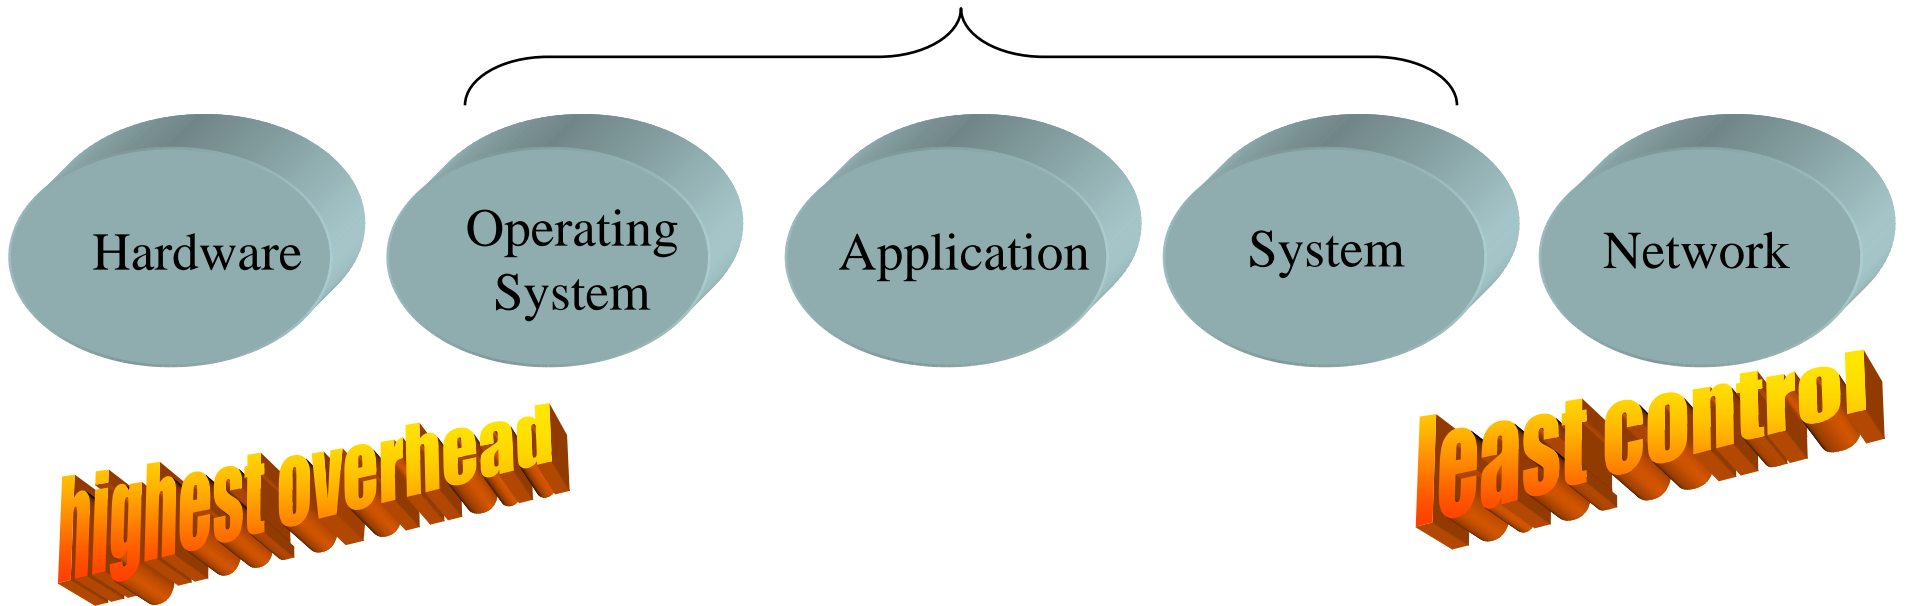 Hardware
Operating
System
Application
System
Network
highest overhead
least control